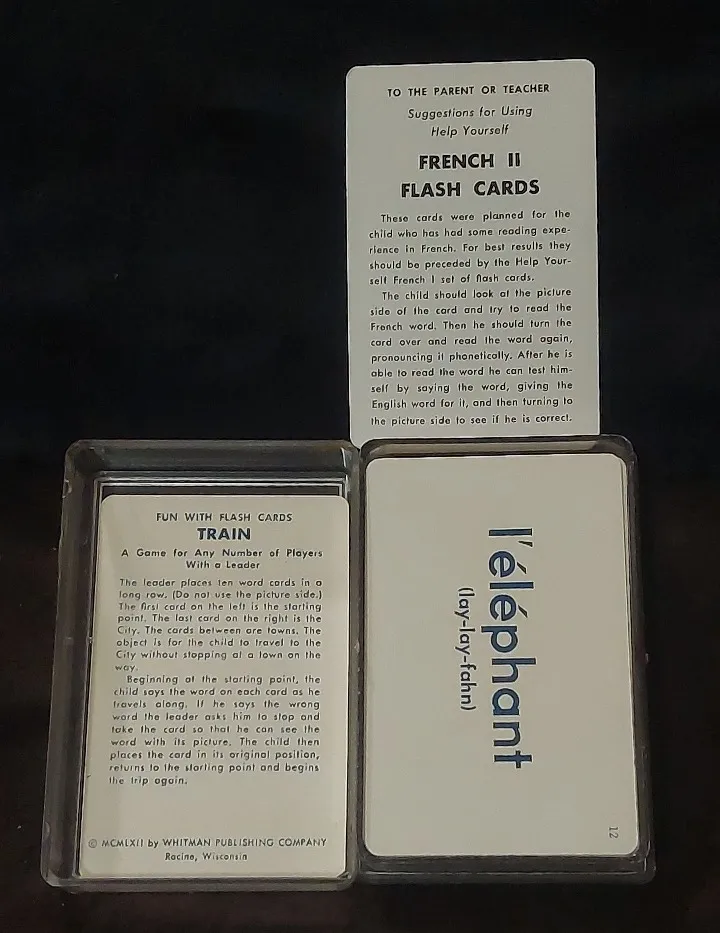 TO THE PARENT OR TEACHER
Suggestions for Using
Help Yourself
FRENCH II
FLASH CARDS
These cards were planned for the
child who has had some reading expe-
rience in French. For best results they
should be preceded by the Help Your-
self French I set of flash cards.
The child should look at the picture
side of the card and try to read the
French word. Then he should turn the
card over and read the word again,
pronouncing it phonetically. After he is
able to read the word he can test him-
self by saying the word, giving the
English word for it, and then turning to
the picture side to see if he is correct.
FUN WITH FLASH CARDS
TRAIN
A Game for Any Number of Players
With a Leader
The leader places ten word cards in a
long row. (Do not use the picture side.)
The first card on the left is the starting
point. The last card on the right is the
City. The cards between are towns. The
object is for the child to travel to the
City without stopping at a town on the
way.
Beginning at the starting point, the
child says the word on each card as he
travels along. If he says the wrong
word the leader asks him to stop and
take the card so that he can see the
word with its picture. The child then
places the card in its original position,
returns to the starting point and begins
the trip again.
© MCMLXII by WHITMAN PUBLISHING COMPANY
Racine, Wisconsin
l'éléphant
(lay-lay-fahn)
12